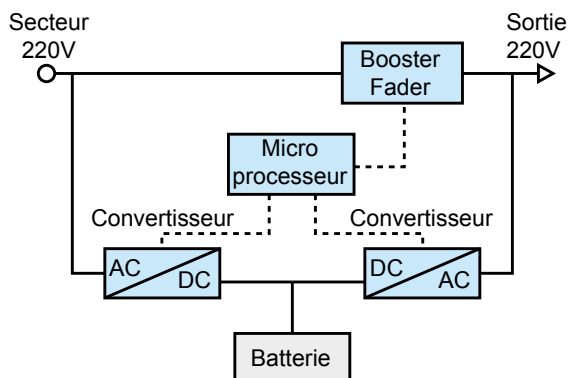 Secteur
220V
Sortie
220V
Booster
Fader
Micro
processeur
Convertisseur
Convertisseur
AC
DC
DC
AC
Batterie